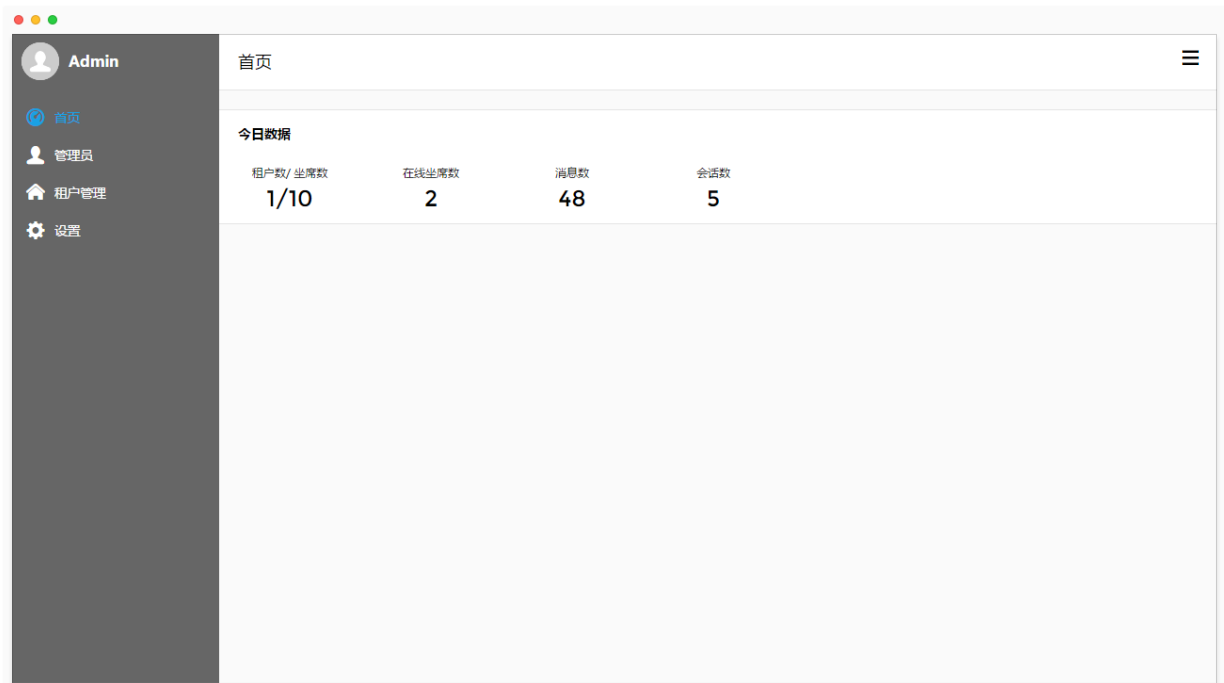 Admin
首页
管理员
租户管理
设置
首页
今日数据
租户数/ 坐席数 在线坐席数 消息数 会话数
1/10 2 48 5